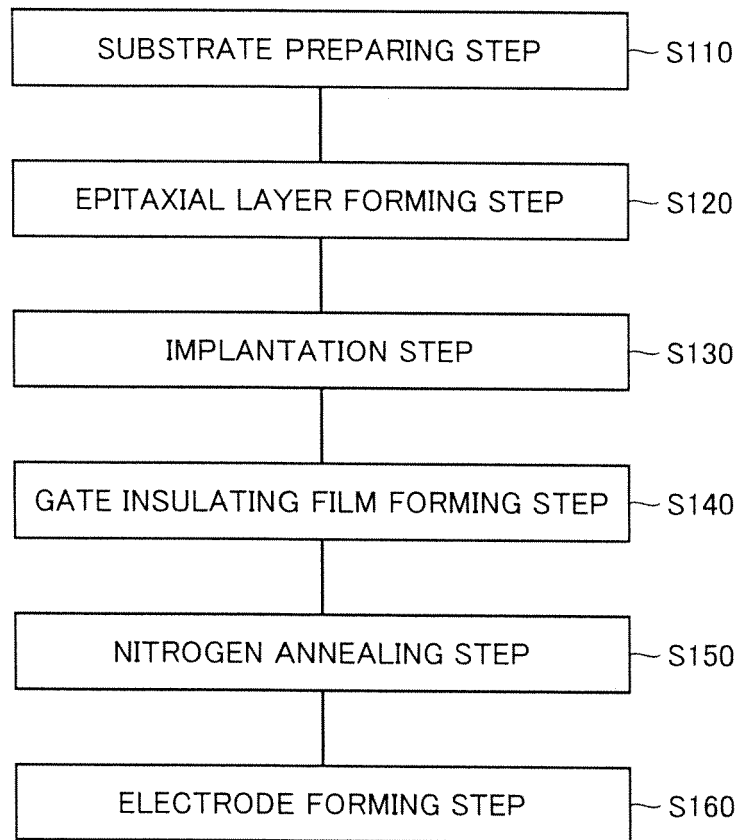 SUBSTRATE PREPARING STEP S110
EPITAXIAL LAYER FORMING STEP S120
IMPLANTATION STEP S130
GATE INSULATING FILM FORMING STEP S140
NITROGEN ANNEALING STEP S150
ELECTRODE FORMING STEP S160